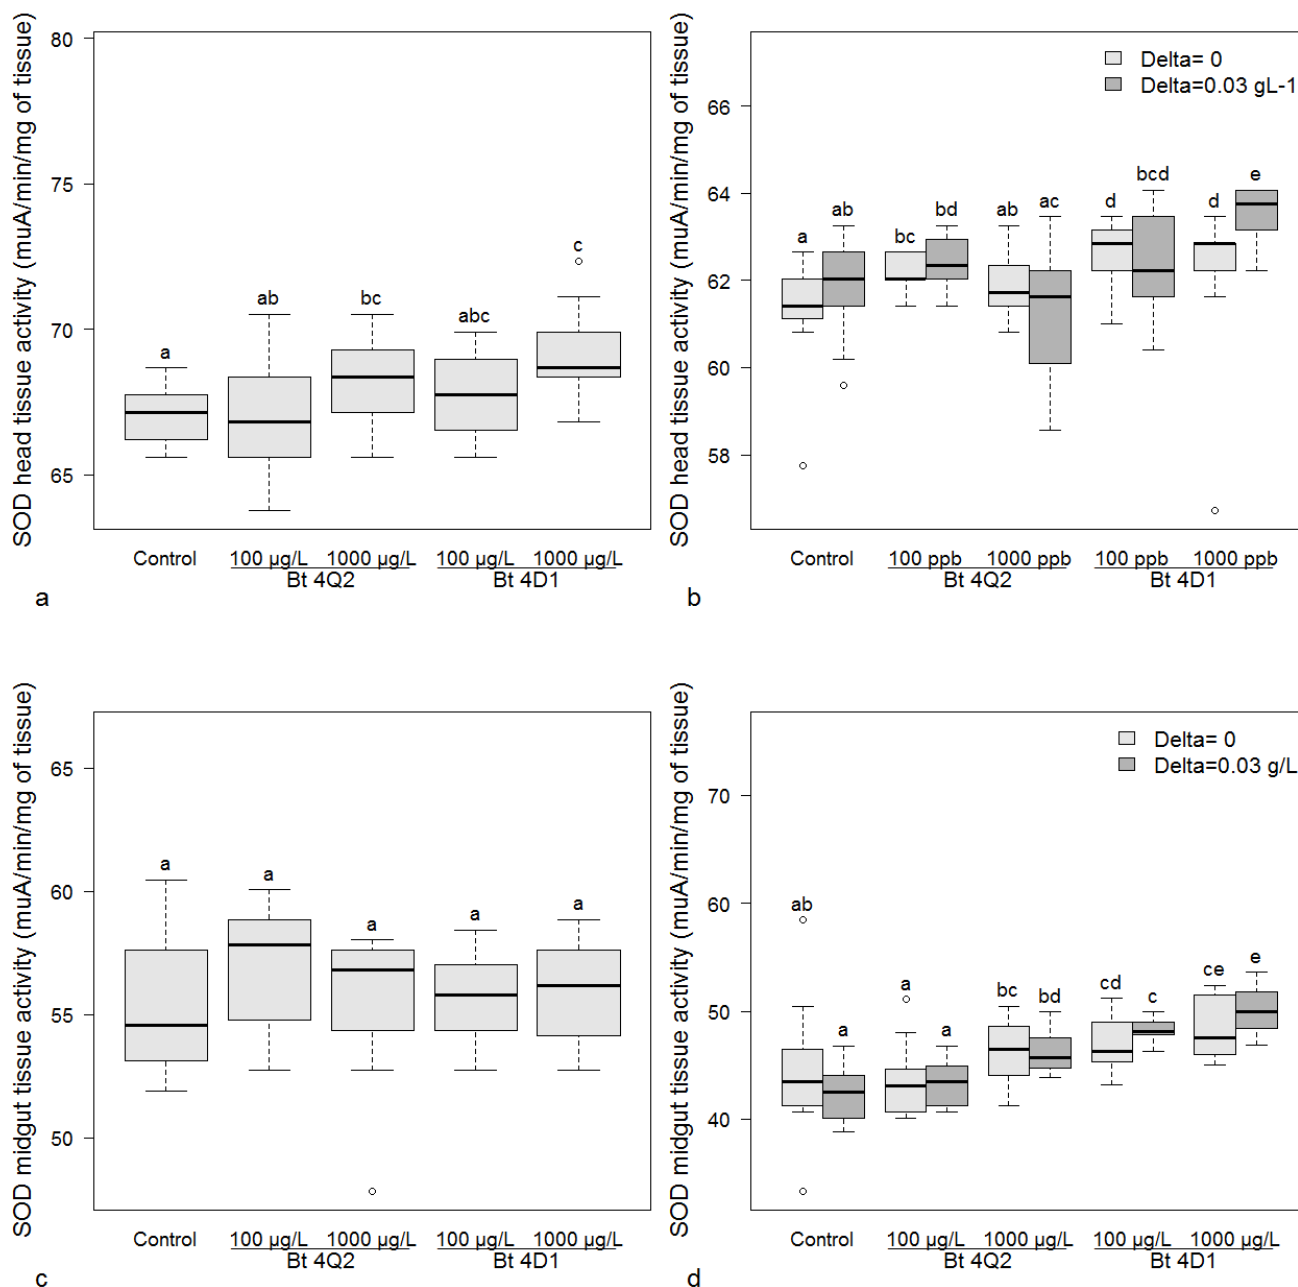 SOD head tissue activity (muA/min/mg of tissue)
80
75
70
65
a
ab
bc
abc
c
Control
100 µg/L
1000 µg/L
100 µg/L
1000 µg/L
Bt 4Q2
Bt 4D1
a
SOD head tissue activity (muA/min/mg of tissue)
66
64
62
60
58
Delta= 0
Delta=0.03 gL-1
a
ab
bc
bd
ab
ac
d
bcd
d
e
Control
100 ppb
1000 ppb
100 ppb
1000 ppb
Bt 4Q2
Bt 4D1
b
SOD midgut tissue activity (muA/min/mg of tissue)
65
60
55
50
a
a
a
a
a
Control
100 µg/L
1000 µg/L
100 µg/L
1000 µg/L
Bt 4Q2
Bt 4D1
c
SOD midgut tissue activity (muA/min/mg of tissue)
70
60
50
40
Delta= 0
Delta=0.03 g/L
ab
a
a
a
bc
bd
cd
c
ce
e
Control
100 µg/L
1000 µg/L
100 µg/L
1000 µg/L
Bt 4Q2
Bt 4D1
d